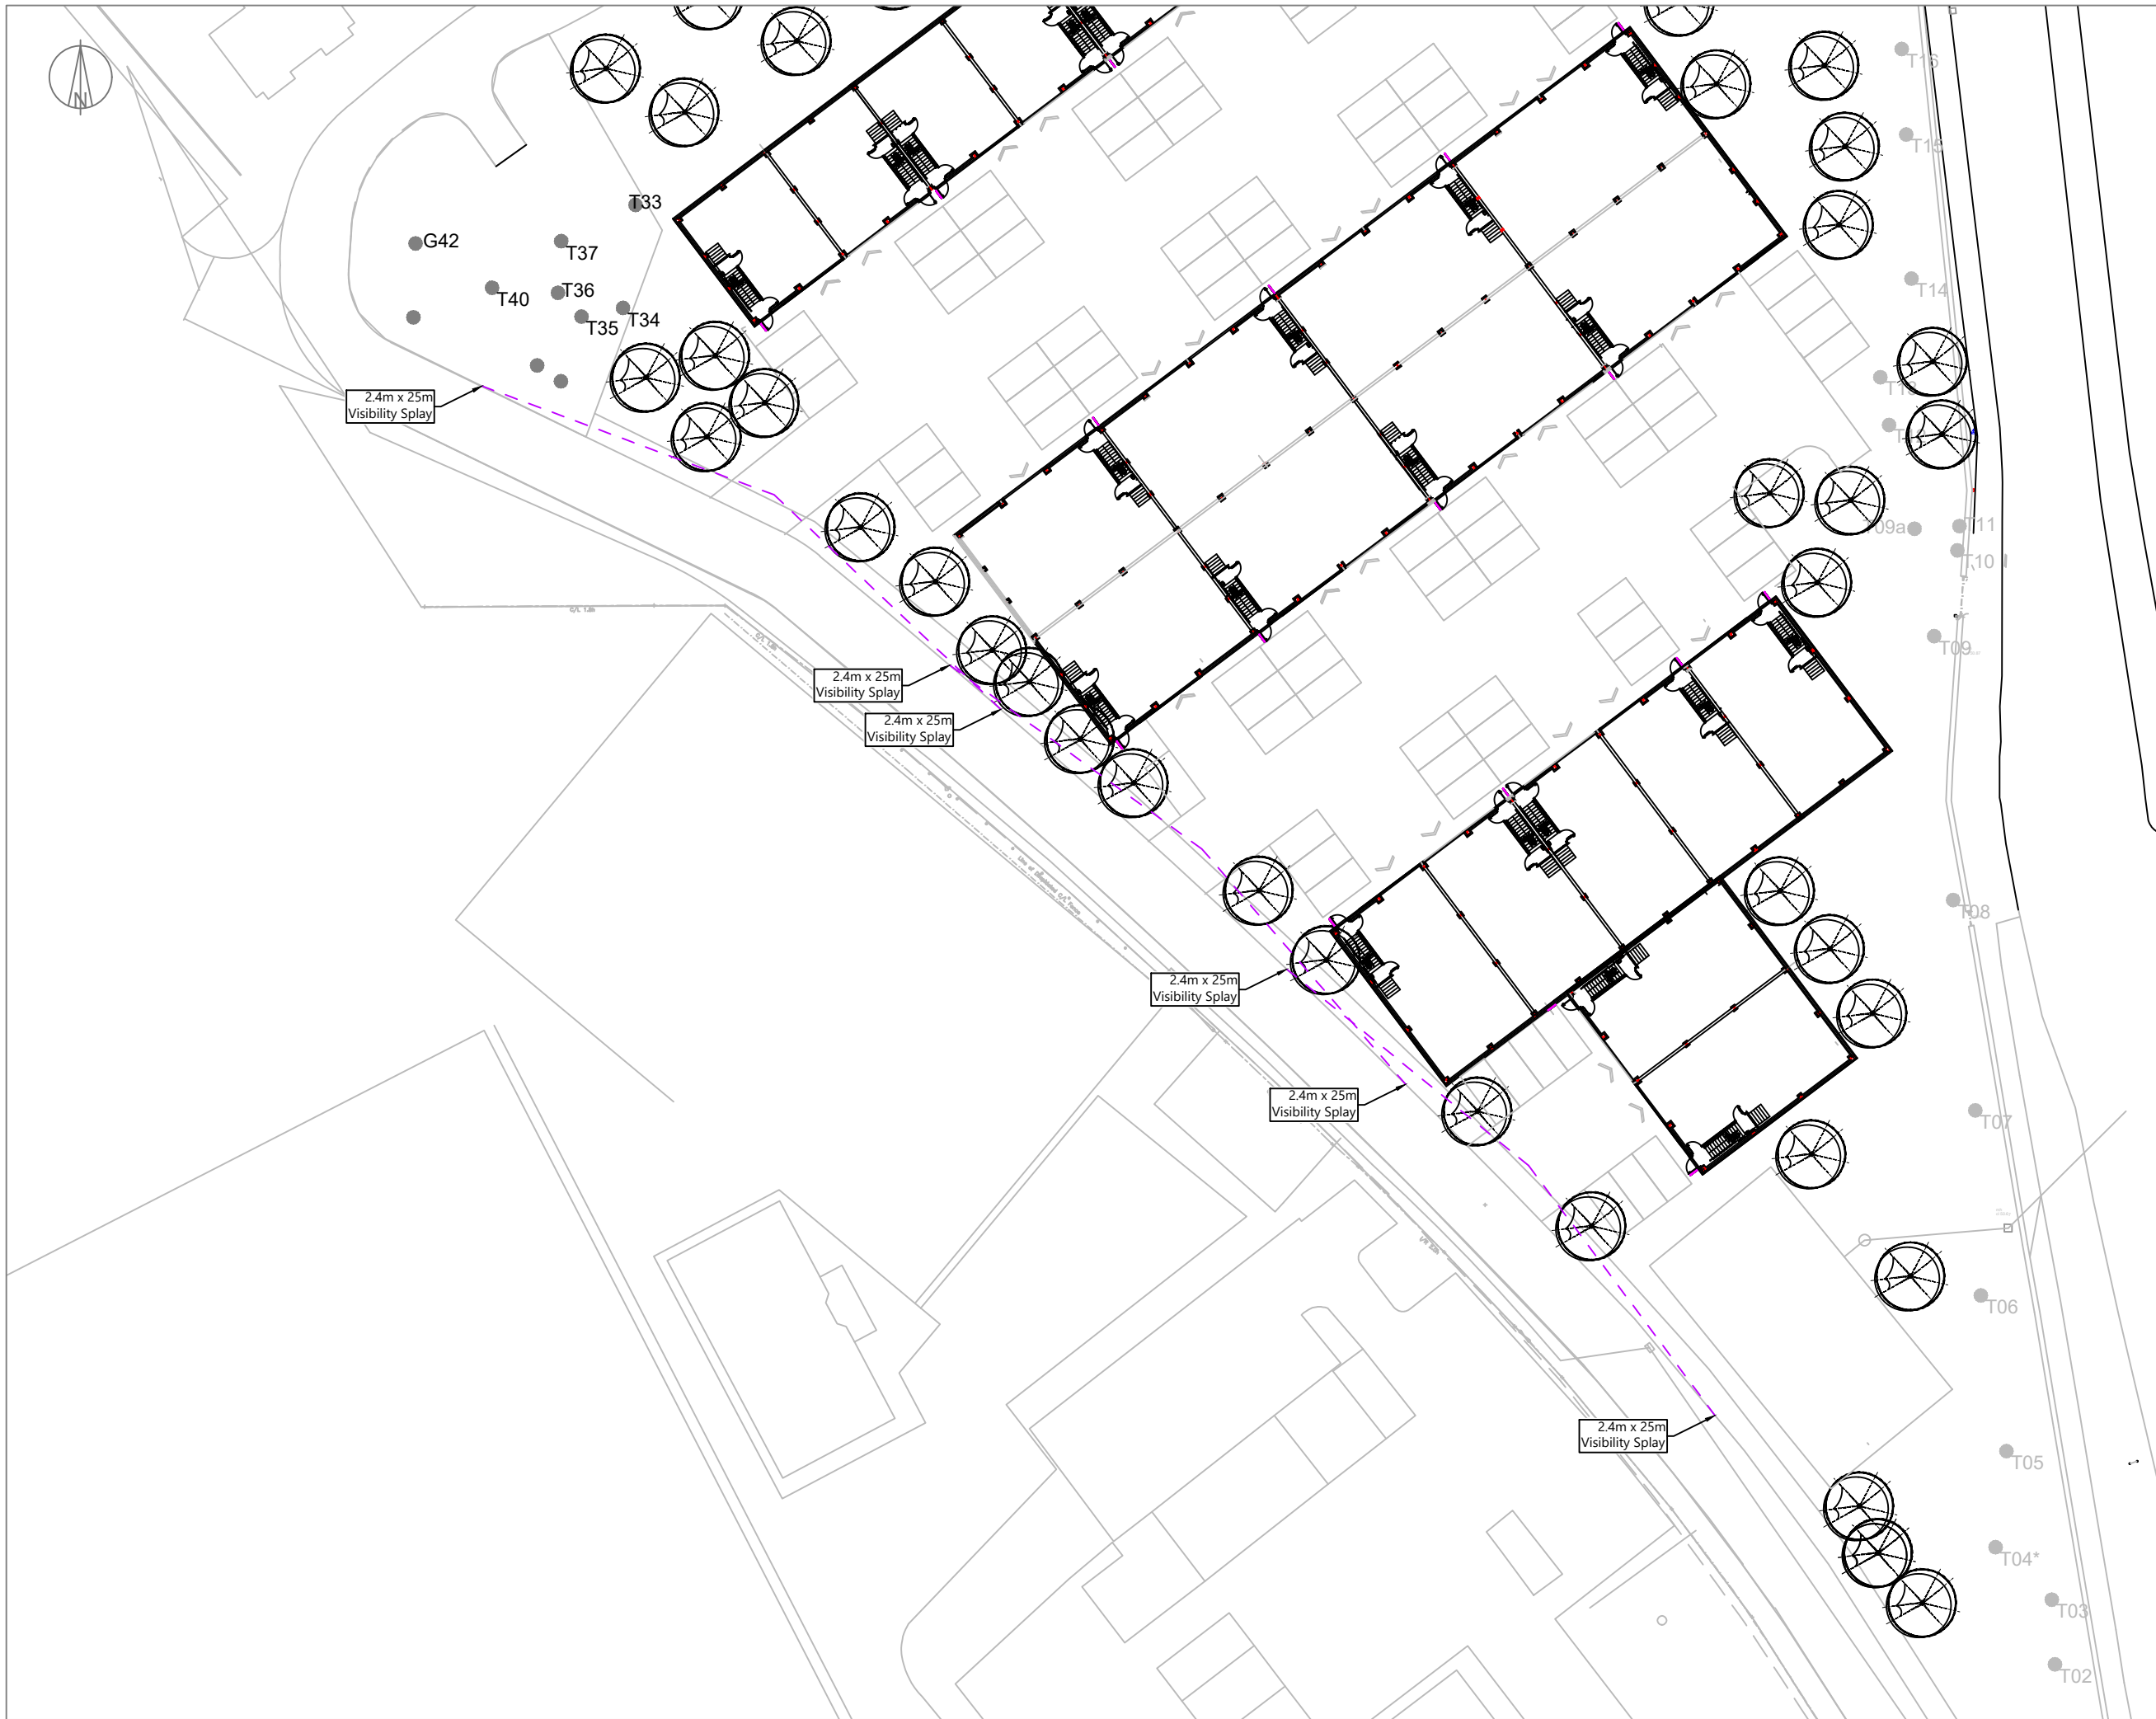 N
T16
T15
T33
G42
T37
T40
T36
T35
T34
T14
2.4m x 25m
Visibility Splay
T09a
T11
T10
T09
2.4m x 25m
Visibility Splay
2.4m x 25m
Visibility Splay
T08
2.4m x 25m
Visibility Splay
2.4m x 25m
Visibility Splay
T07
T06
2.4m x 25m
Visibility Splay
T05
T04*
T03
T02